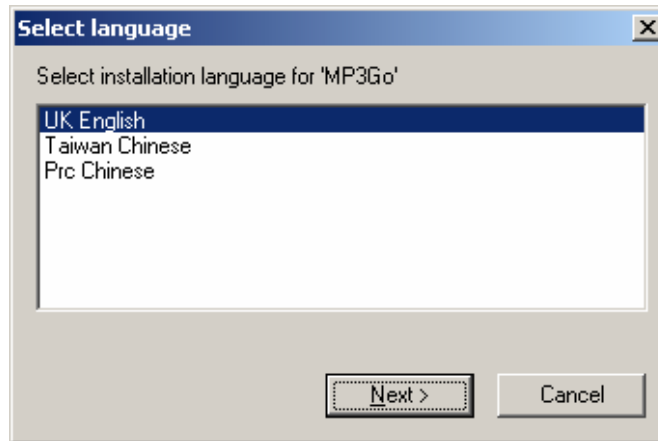 Select language
Select installation language for 'MP3Go'
UK English
Taiwan Chinese
Prc Chinese
Next > Cancel